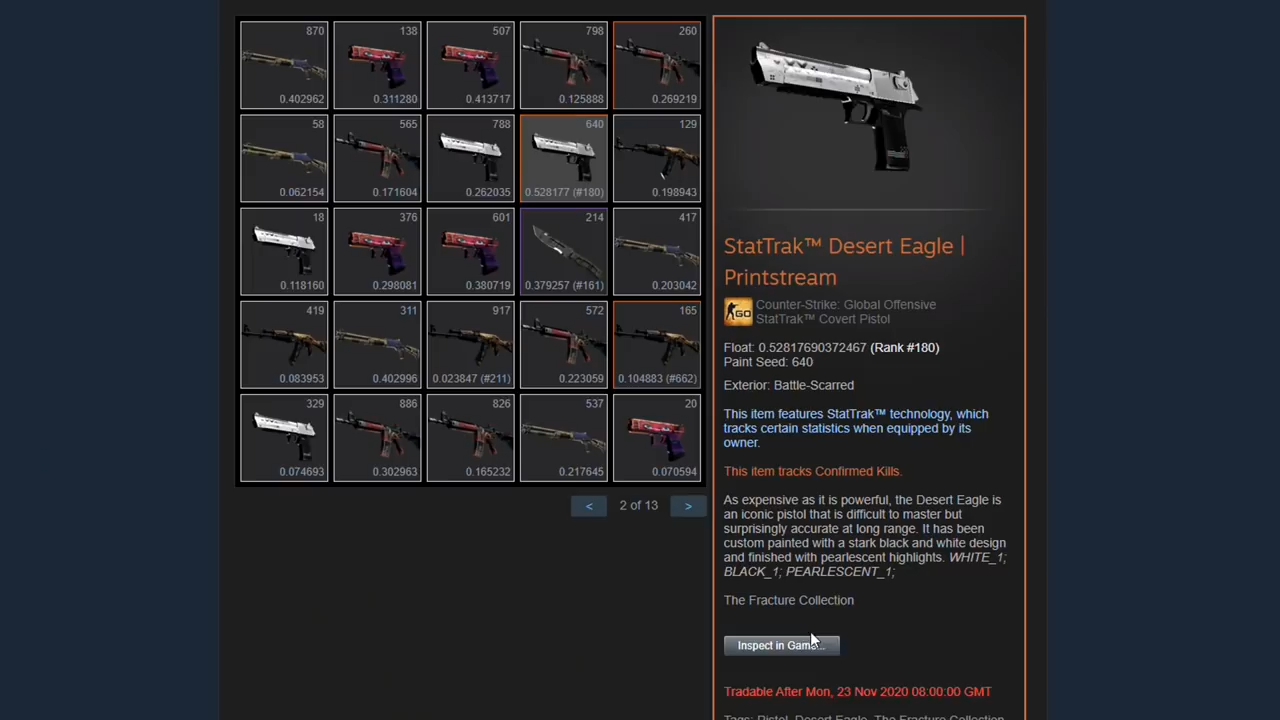 870
138
507
798
260
0.402962
0.311280
0.413717
0.125888
0.269219
58
565
788
640
129
0.062154
0.171604
0.262035
0.528177 (#180)
0.198943
18
376
601
214
417
0.118160
0.298081
0.380719
0.379257 (#161)
0.203042
419
311
917
572
165
0.083953
0.402996
0.023847 (#211)
0.223059
0.104883 (#662)
329
886
826
537
20
0.074693
0.302963
0.165232
0.217645
0.070594
< 2 of 13 >
StatTrak™ Desert Eagle |
Printstream
GO
Counter-Strike: Global Offensive
StatTrak™ Covert Pistol
Float: 0.52817690372467 (Rank #180)
Paint Seed: 640
Exterior: Battle-Scarred
This item features StatTrak™ technology, which
tracks certain statistics when equipped by its
owner.
This item tracks Confirmed Kills.
As expensive as it is powerful, the Desert Eagle is
an iconic pistol that is difficult to master but
surprisingly accurate at long range. It has been
custom painted with a stark black and white design
and finished with pearlescent highlights. WHITE_1;
BLACK_1; PEARLESCENT_1;
The Fracture Collection
Inspect in Game...
Tradable After Mon, 23 Nov 2020 08:00:00 GMT
Tags: Pistol, Desert Eagle, The Fracture Collection